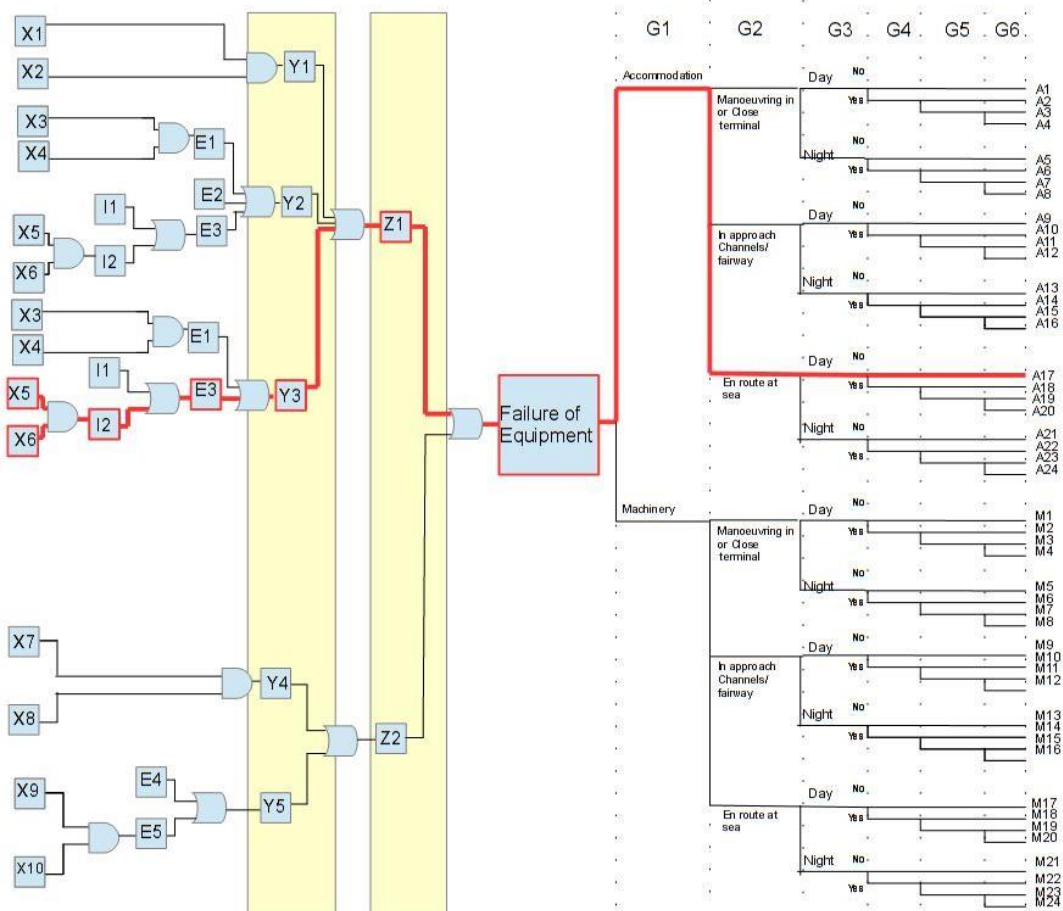 G1 G2 G3 G4 G5 G6
X1
X2
Y1
X3
X4
E1
E2
Y2
I1
E3
X5
X6
I2
Z1
X3
X4
E1
I1
X5
E3
Y3
X6
I2
Failure of
Equipment
X7
Y4
X8
Z2
E4
X9
Y5
E5
X10
Accommodation
Manoeuvring in
or Close
terminal
Day
No
Yes
A1
A2
A3
A4
Night
No
Yes
A5
A6
A7
A8
In approach
Channels/
fairway
Day
No
Yes
A9
A10
A11
A12
Night
No
Yes
A13
A14
A15
A16
En route at
sea
Day
No
Yes
A17
A18
A19
A20
Night
No
Yes
A21
A22
A23
A24
Machinery
Manoeuvring in
or Close
terminal
Day
No
Yes
M1
M2
M3
M4
Night
No
Yes
M5
M6
M7
M8
In approach
Channels/
fairway
Day
No
Yes
M9
M10
M11
M12
Night
No
Yes
M13
M14
M15
M16
En route at
sea
Day
No
Yes
M17
M18
M19
M20
Night
No
Yes
M21
M22
M23
M24